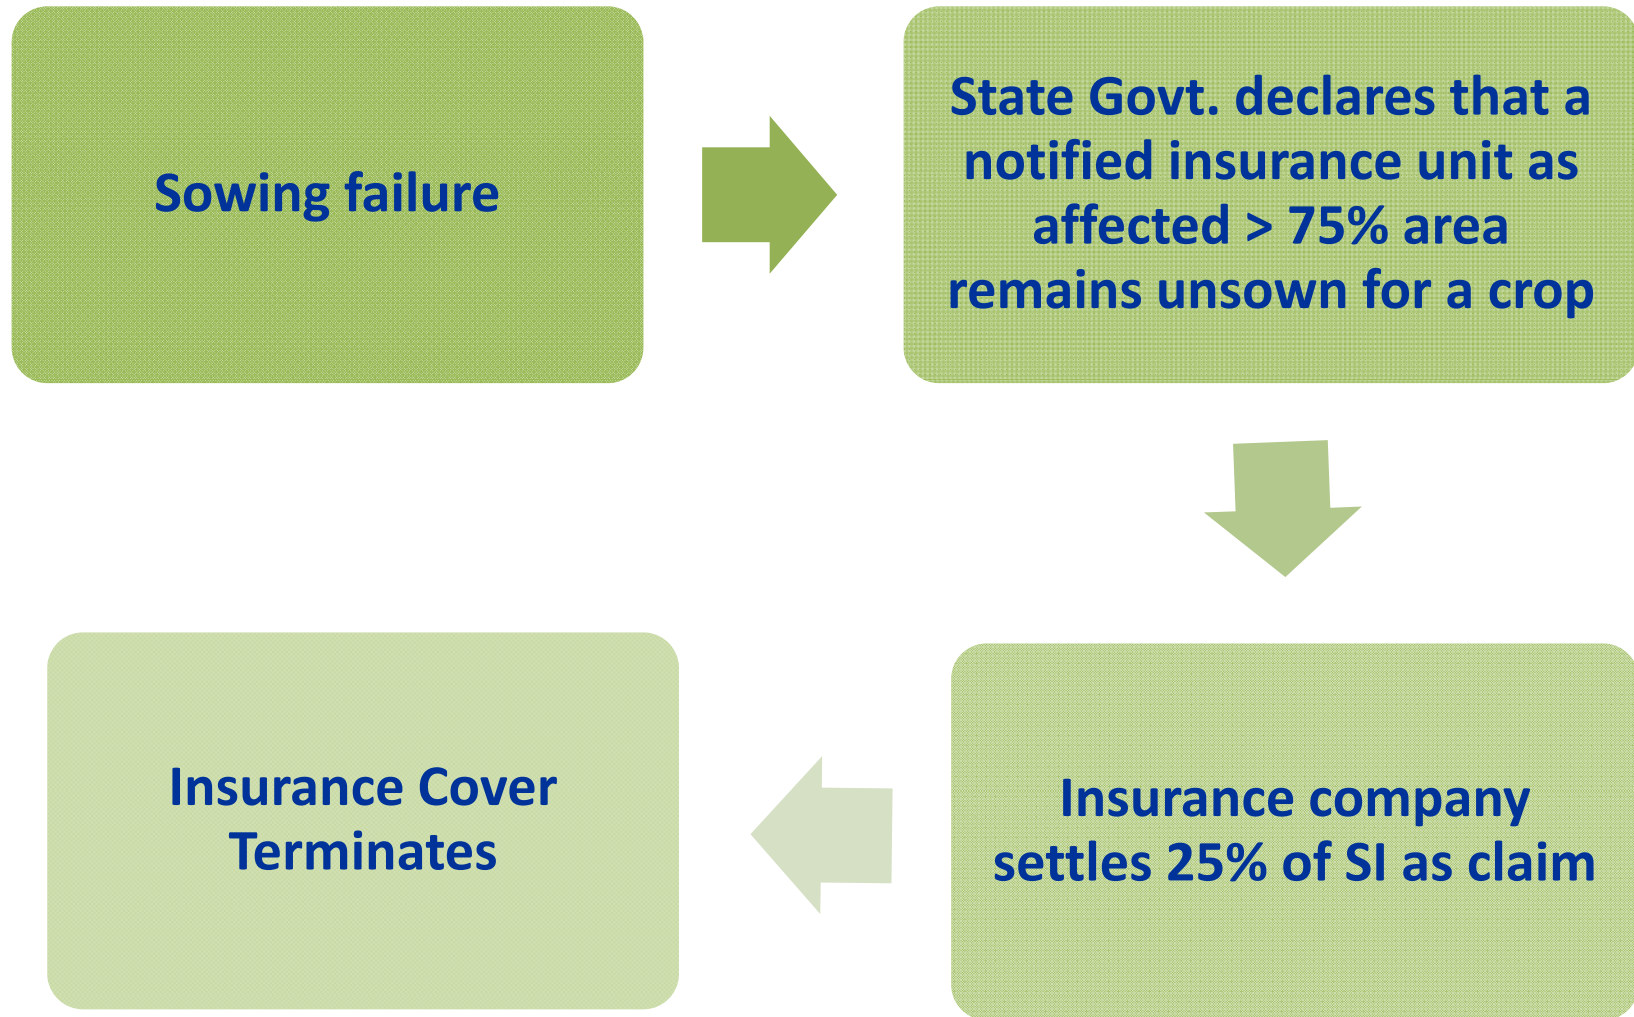 Sowing failure
State Govt. declares that a
notified insurance unit as
affected > 75% area
remains unsown for a crop
Insurance company
settles 25% of SI as claim
Insurance Cover
Terminates